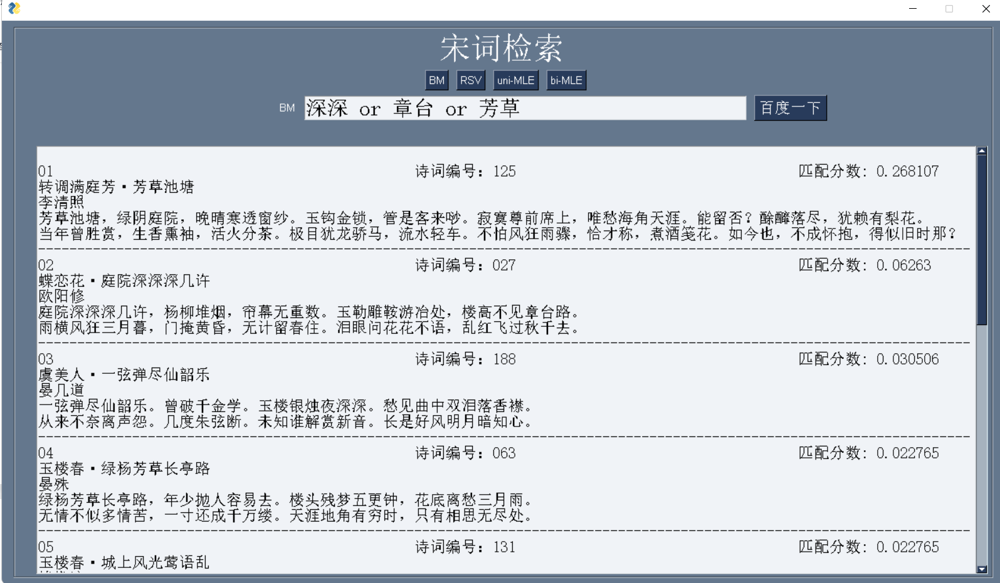 宋词检索
BM RSV uni-MLE bi-MLE
BM 深深 or 章台 or 芳草 百度一下
01 诗词编号：125 匹配分数：0.268107
转调满庭芳·芳草池塘
李清照
芳草池塘，绿阴庭院，晚晴寒透窗纱。玉钩金锁，管是客来唦。寂寞尊前席上，唯愁海角天涯。能留否？酴釄落尽，犹赖有梨花。
当年曾胜赏，生香熏袖，活火分茶。极目犹龙骄马，流水轻车。不怕风狂雨骤，恰才称，煮酒笺花。如今也，不成怀抱，得似旧时那？
02 诗词编号：027 匹配分数：0.06263
蝶恋花·庭院深深深几许
欧阳修
庭院深深深几许，杨柳堆烟，帘幕无重数。玉勒雕鞍游冶处，楼高不见章台路。
雨横风狂三月暮，门掩黄昏，无计留春住。泪眼问花花不语，乱红飞过秋千去。
03 诗词编号：188 匹配分数：0.030506
虞美人·一弦弹尽仙韶乐
晏几道
一弦弹尽仙韶乐。曾破千金学。玉楼银烛夜深深。愁见曲中双泪落香襟。
从来不奈离声怨。几度朱弦断。未知谁解赏新音。长是好风明月暗知心。
04 诗词编号：063 匹配分数：0.022765
玉楼春·绿杨芳草长亭路
晏殊
绿杨芳草长亭路，年少抛人容易去。楼头残梦五更钟，花底离愁三月雨。
无情不似多情苦，一寸还成千万缕。天涯地角有穷时，只有相思无尽处。
05 诗词编号：131 匹配分数：0.022765
玉楼春·城上风光莺语乱